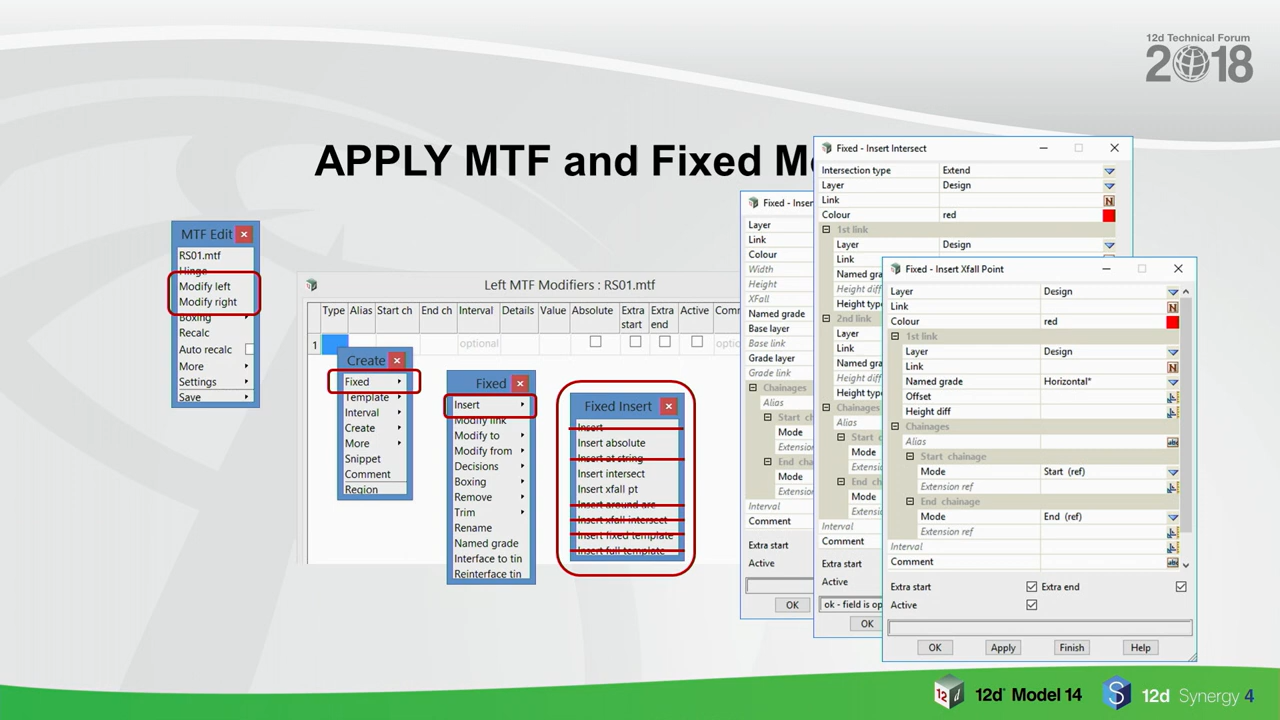 12d Technical Forum
2018
APPLY MTF and Fixed M
MTF Edit
RS01.mtf
Hinge
Modify left
Modify right
Boxing
Recalc
Auto recalc
More
Settings
Save
Left MTF Modifiers : RS01.mtf
Type Alias Start ch End ch Interval Details Value Absolute Extra start Extra end Active Comm
1 optional optic
Create
Fixed
Template
Interval
Create
More
Snippet
Comment
Region
Fixed
Insert
Modify link
Modify to
Modify from
Decisions
Boxing
Remove
Trim
Rename
Named grade
Interface to tin
Reinterface tin
Fixed Insert
Insert
Insert absolute
Insert at string
Insert intersect
Insert xfall pt
Insert around arc
Insert xfall intersect
Insert fixed template
Insert full template
Fixed - Inser
Layer
Link
Colour
Width
Height
XFall
Named grade
Base layer
Base link
Grade layer
Grade link
Chainages
Alias
Start c
Mode
Extensio
End cha
Mode
Extensio
Interval
Comment
Extra start
Active
OK
Fixed - Insert Intersect
Intersection type Extend
Layer Design
Link
Colour red
1st link
Layer Design
Link
Named gra
Height diff
Height type
2nd link
Layer
Link
Named gra
Height diff
Height type
Chainages
Alias
Start c
Mode
Extensio
End ch
Mode
Extensio
Interval
Comment
Extra start
Active
ok - field is op
OK
Fixed - Insert Xfall Point
Layer Design
Link
Colour red
1st link
Layer Design
Link
Named grade Horizontal*
Offset
Height diff
Chainages
Alias
Start chainage
Mode Start (ref)
Extension ref
End chainage
Mode End (ref)
Extension ref
Interval
Comment
Extra start Extra end
Active
OK Apply Finish Help
12d Model 14 12d Synergy 4